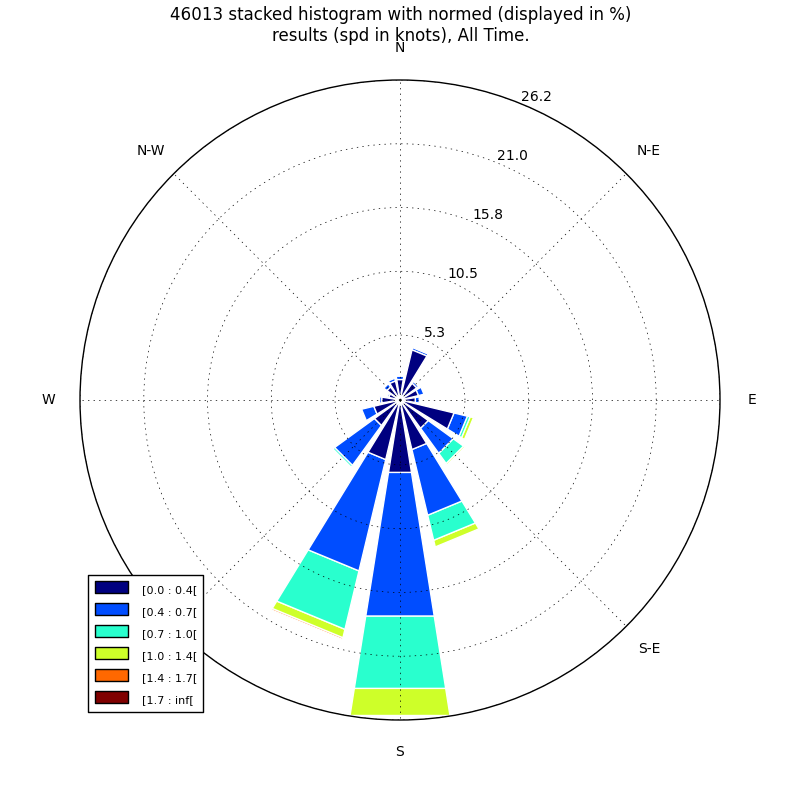 46013 stacked histogram with normed (displayed in %)
results (spd in knots), All Time.
N
26.2
N-W
N-E
21.0
15.8
10.5
5.3
W
E
[0.0 : 0.4[
[0.4 : 0.7[
[0.7 : 1.0[
[1.0 : 1.4[
[1.4 : 1.7[
[1.7 : inf[
S-E
S